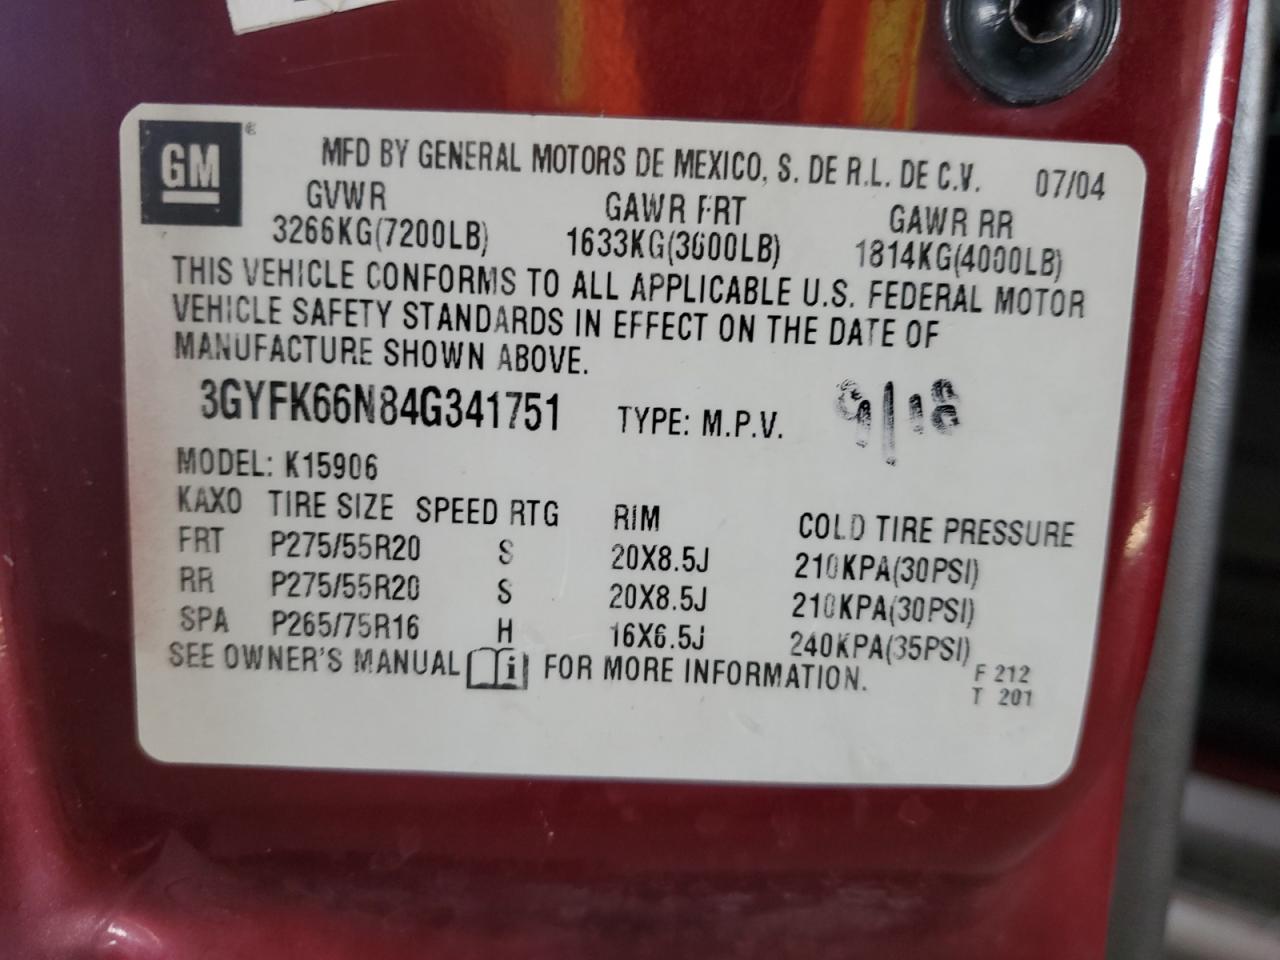 GM
MFD BY GENERAL MOTORS DE MEXICO, S. DE R.L. DE C.V. 07/04
GVWR GAWR FRT GAWR RR
3266KG(7200LB) 1633KG(3600LB) 1814KG(4000LB)
THIS VEHICLE CONFORMS TO ALL APPLICABLE U.S. FEDERAL MOTOR
VEHICLE SAFETY STANDARDS IN EFFECT ON THE DATE OF
MANUFACTURE SHOWN ABOVE.
3GYFK66N84G341751 TYPE: M.P.V. 9/18
MODEL: K15906
KAXO TIRE SIZE SPEED RTG RIM COLD TIRE PRESSURE
FRT P275/55R20 S 20X8.5J 210KPA(30PSI)
RR P275/55R20 S 20X8.5J 210KPA(30PSI)
SPA P265/75R16 H 16X6.5J 240KPA(35PSI)
SEE OWNER'S MANUAL i FOR MORE INFORMATION.
F 212
T 201